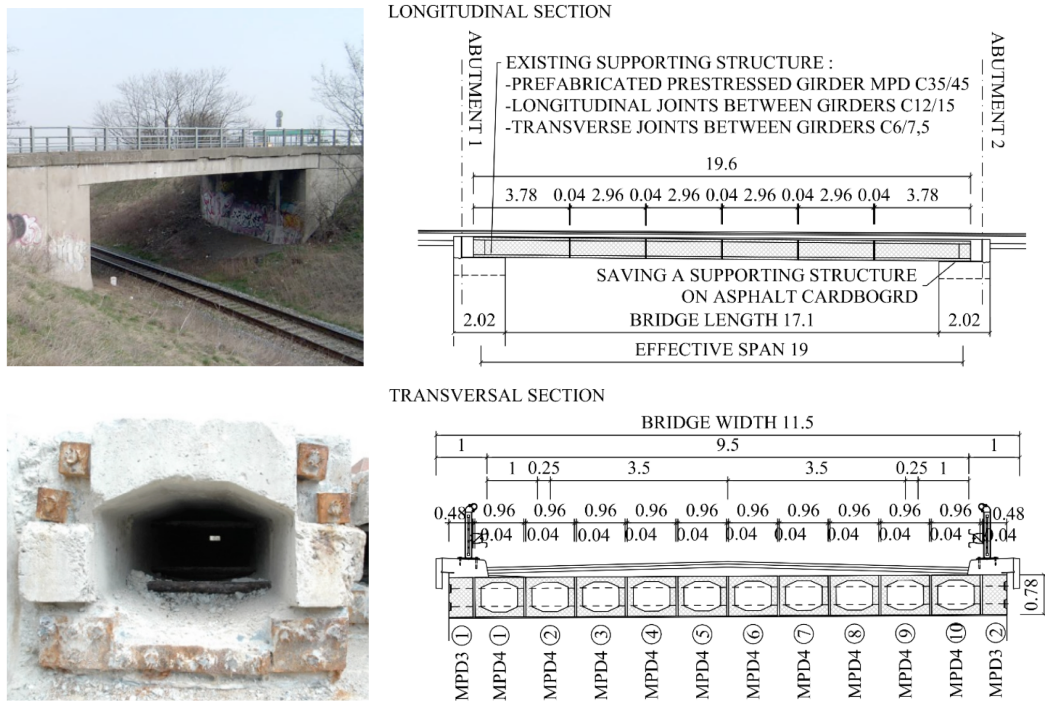 LONGITUDINAL SECTION
ABUTMENT 1
ABUTMENT 2
EXISTING SUPPORTING STRUCTURE :
-PREFABRICATED PRESTRESSED GIRDER MPD C35/45
-LONGITUDINAL JOINTS BETWEEN GIRDERS C12/15
-TRANSVERSE JOINTS BETWEEN GIRDERS C6/7,5
19.6
3.78 0.04 2.96 0.04 2.96 0.04 2.96 0.04 2.96 0.04 3.78
SAVING A SUPPORTING STRUCTURE
ON ASPHALT CARDBOGRD
2.02 BRIDGE LENGTH 17.1 2.02
EFFECTIVE SPAN 19
TRANSVERSAL SECTION
BRIDGE WIDTH 11.5
1 9.5 1
1 0.25 3.5 3.5 0.25 1
0.48 0.96 0.96 0.96 0.96 0.96 0.96 0.96 0.96 0.96 0.96 0.48
0.04 0.04 0.04 0.04 0.04 0.04 0.04 0.04 0.04 0.04 0.04
0.78
MPD3 ①
MPD4 ①
MPD4 ②
MPD4 ③
MPD4 ④
MPD4 ⑤
MPD4 ⑥
MPD4 ⑦
MPD4 ⑧
MPD4 ⑨
MPD4 ⑩
MPD3 ②